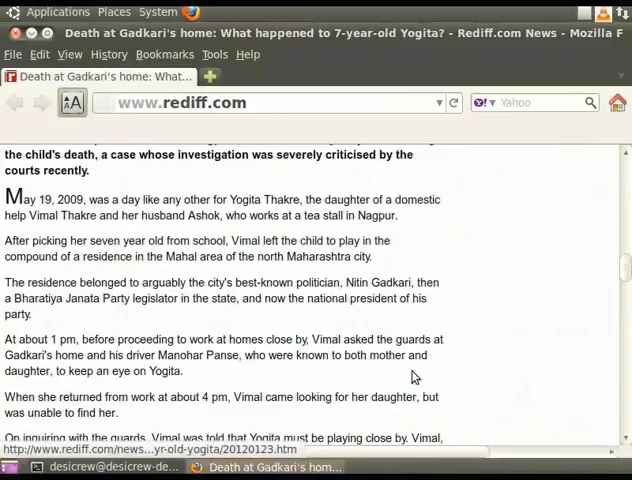 Applications Places System
Death at Gadkari's home: What happened to 7-year-old Yogita? - Rediff.com News - Mozilla F
File Edit View History Bookmarks Tools Help
Death at Gadkari's home: What...
AA www.rediff.com Y! Yahoo
the child's death, a case whose investigation was severely criticised by the
courts recently.
May 19, 2009, was a day like any other for Yogita Thakre, the daughter of a domestic
help Vimal Thakre and her husband Ashok, who works at a tea stall in Nagpur.
After picking her seven year old from school, Vimal left the child to play in the
compound of a residence in the Mahal area of the north Maharashtra city.
The residence belonged to arguably the city's best-known politician, Nitin Gadkari, then
a Bharatiya Janata Party legislator in the state, and now the national president of his
party.
At about 1 pm, before proceeding to work at homes close by, Vimal asked the guards at
Gadkari's home and his driver Manohar Panse, who were known to both mother and
daughter, to keep an eye on Yogita.
When she returned from work at about 4 pm, Vimal came looking for her daughter, but
was unable to find her.
On inquiring with the guards, Vimal was told that Yogita must be playing close by. Vimal,
http://www.rediff.com/news...yr-old-yogita/20120123.htm
desicrew@desicrew-de... Death at Gadkari's hom...